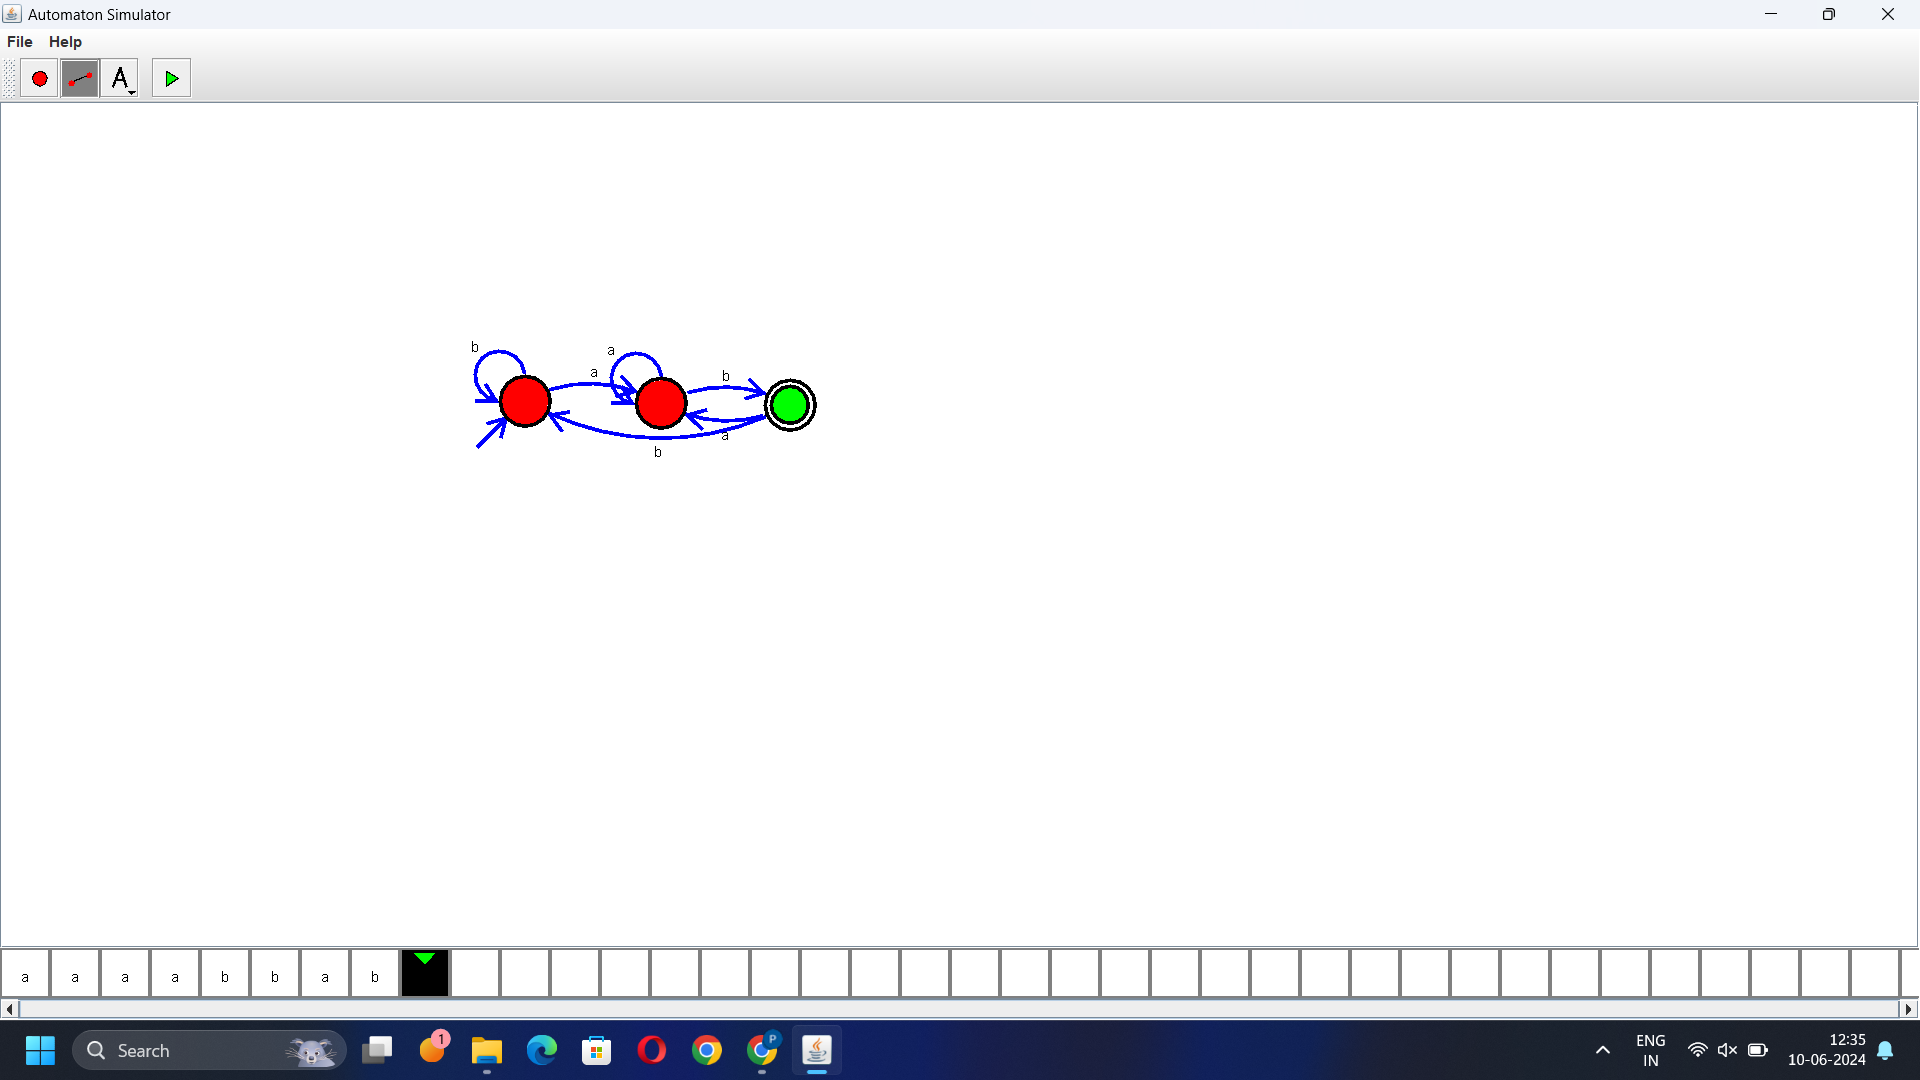 Automaton Simulator
File Help
A
b
a
a
b
a
b
a a a a b b a b
Search
1
P
ENG
IN
12:35
10-06-2024